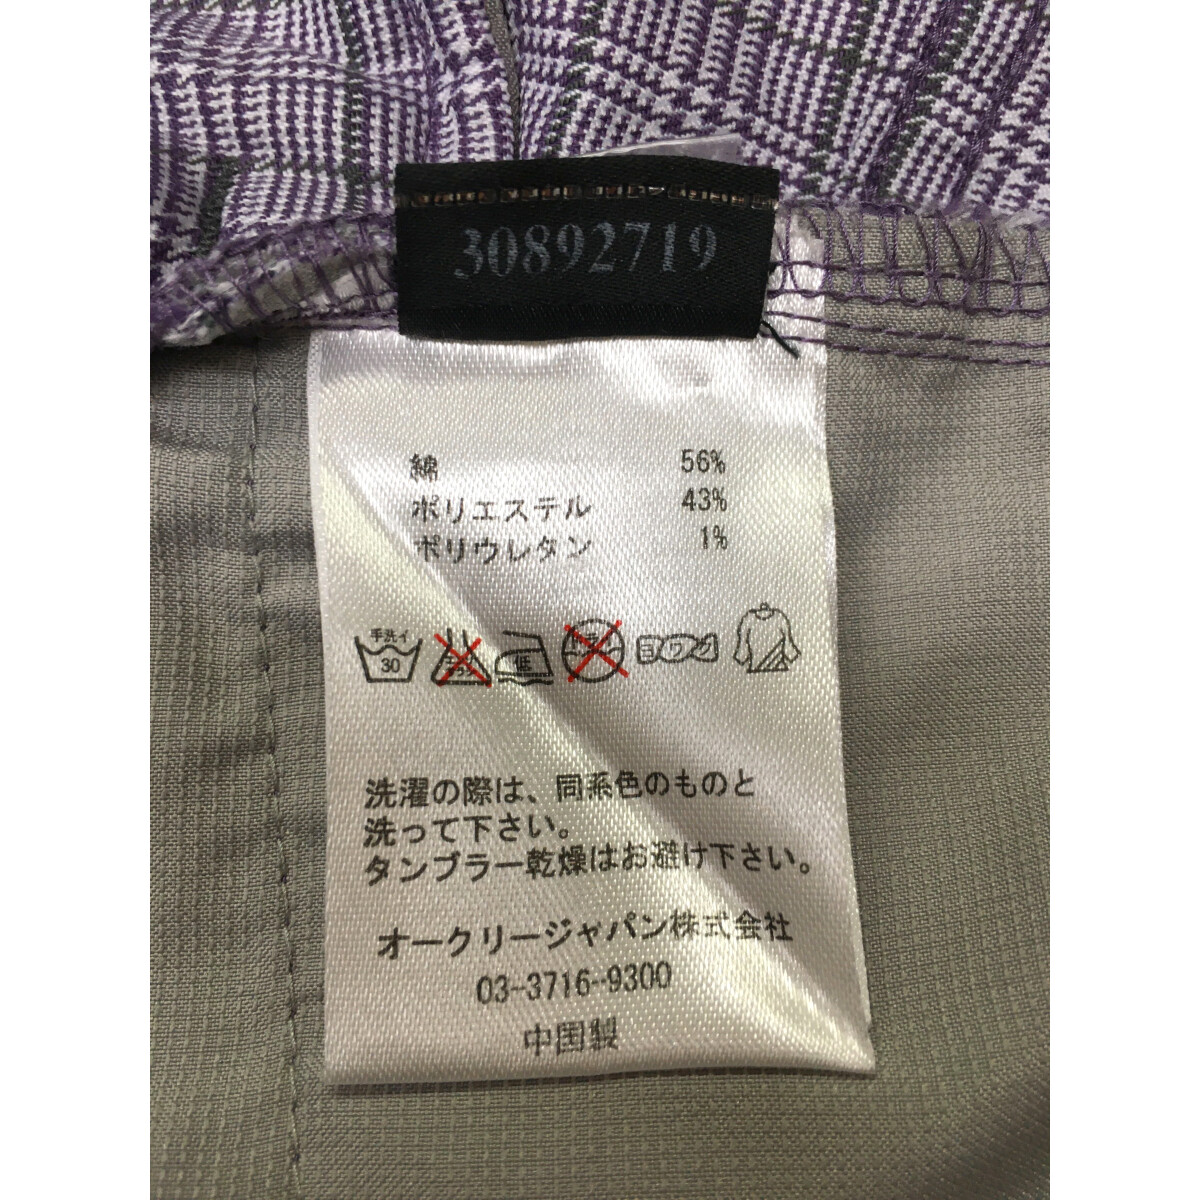 30892719
綿 56%
ポリエステル 43%
ポリウレタン 1%
手洗イ
30
低
ヨワク
洗濯の際は、同系色のものと
洗って下さい。
タンブラー乾燥はお避け下さい。
オークリージャパン株式会社
03-3716-9300
中国製